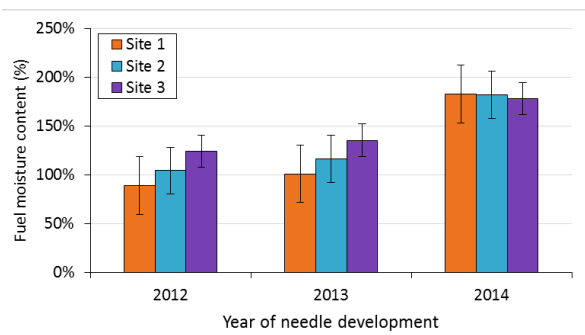 250%
200%
150%
100%
50%
0%
Fuel moisture content (%)
Site 1
Site 2
Site 3
2012 2013 2014
Year of needle development